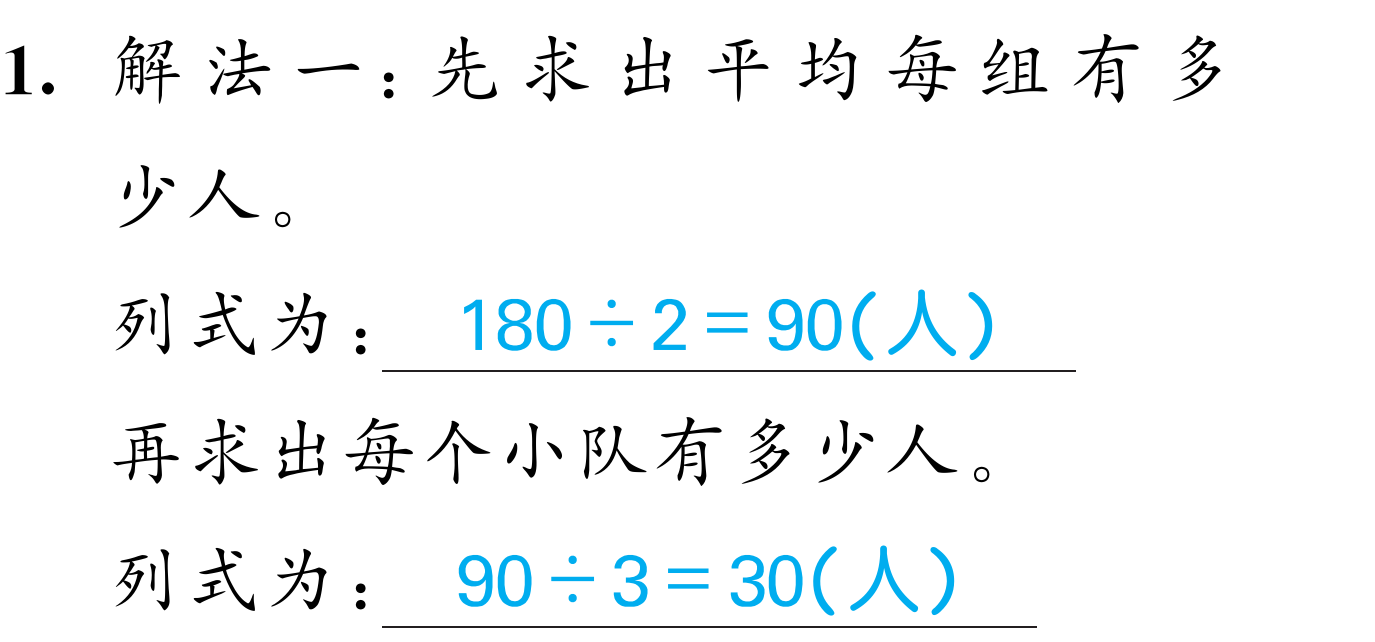 1. 解法一：先求出平均每组有多
少人。
列式为：180÷2＝90(人)
再求出每个小队有多少人。
列式为：90÷3＝30(人)